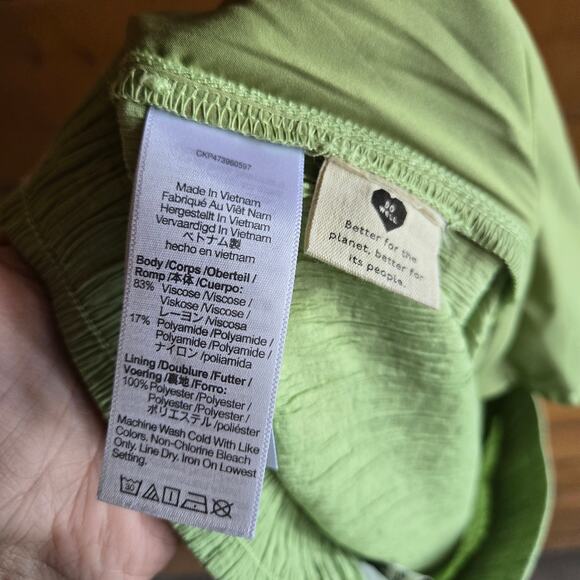 CKP473960597
Made In Vietnam
Fabriqué Au Viêt Nam
Hergestellt In Vietnam
Vervaardigd In Vietnam
ベトナム製
hecho en vietnam
Body /Corps /Oberteil /
Romp /本体 /Cuerpo:
83% Viscose /Viscose /
Viskose /Viscose /
レーヨン /viscosa
17% Polyamide /Polyamide /
Polyamide /Polyamide /
ナイロン /poliamida
Lining /Doublure /Futter /
Voering /裏地 /Forro:
100% Polyester /Polyester /
Polyester /Polyester /
ポリエステル /poliéster
Machine Wash Cold With Like
Colors. Non-Chlorine Bleach
Only. Line Dry. Iron On Lowest
Setting.
30
DO
WELL
Better for the
planet, better for
its people.